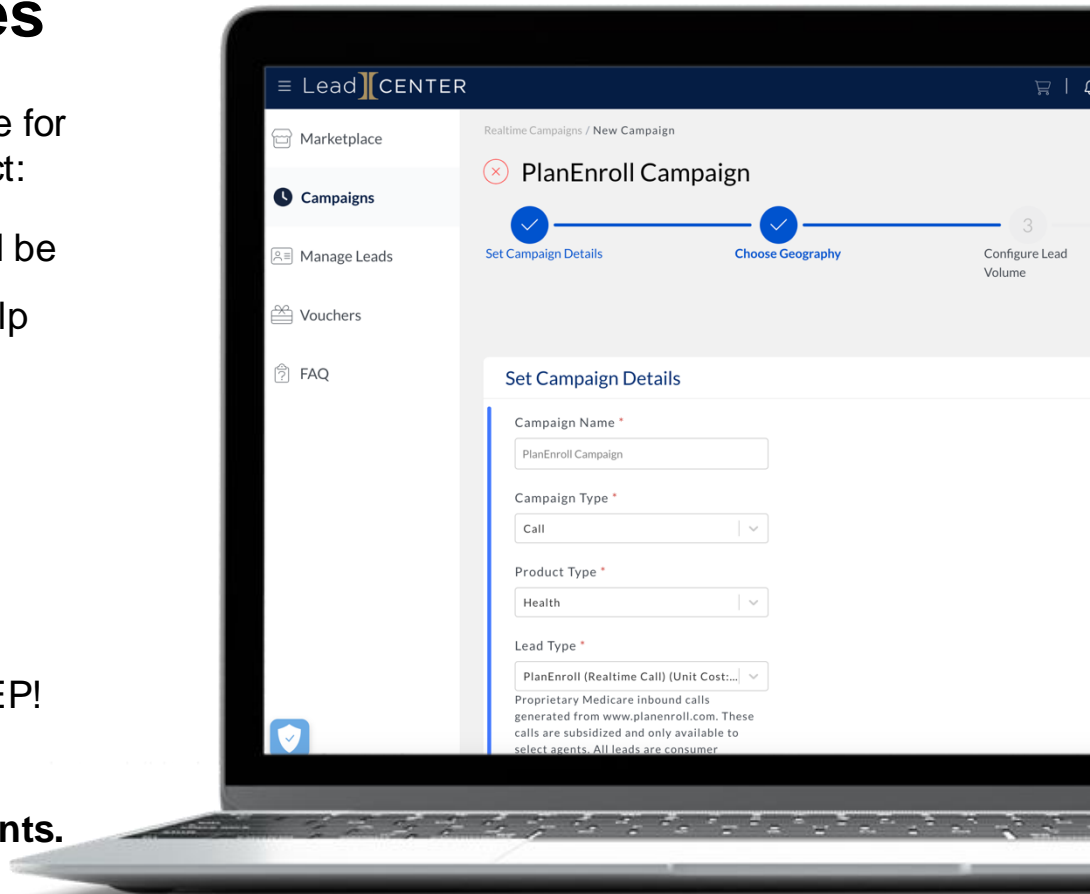 es
e for
ct:
l be
lp
EP!
nts.
Lead CENTER
Marketplace
Campaigns
Manage Leads
Vouchers
FAQ
Realtime Campaigns / New Campaign
PlanEnroll Campaign
3
Set Campaign Details
Choose Geography
Configure Lead
Volume
Set Campaign Details
Campaign Name *
PlanEnroll Campaign
Campaign Type *
Call
Product Type *
Health
Lead Type *
PlanEnroll (Realtime Call) (Unit Cost:...
Proprietary Medicare inbound calls
generated from www.planenroll.com. These
calls are subsidized and only available to
select agents. All leads are consumer